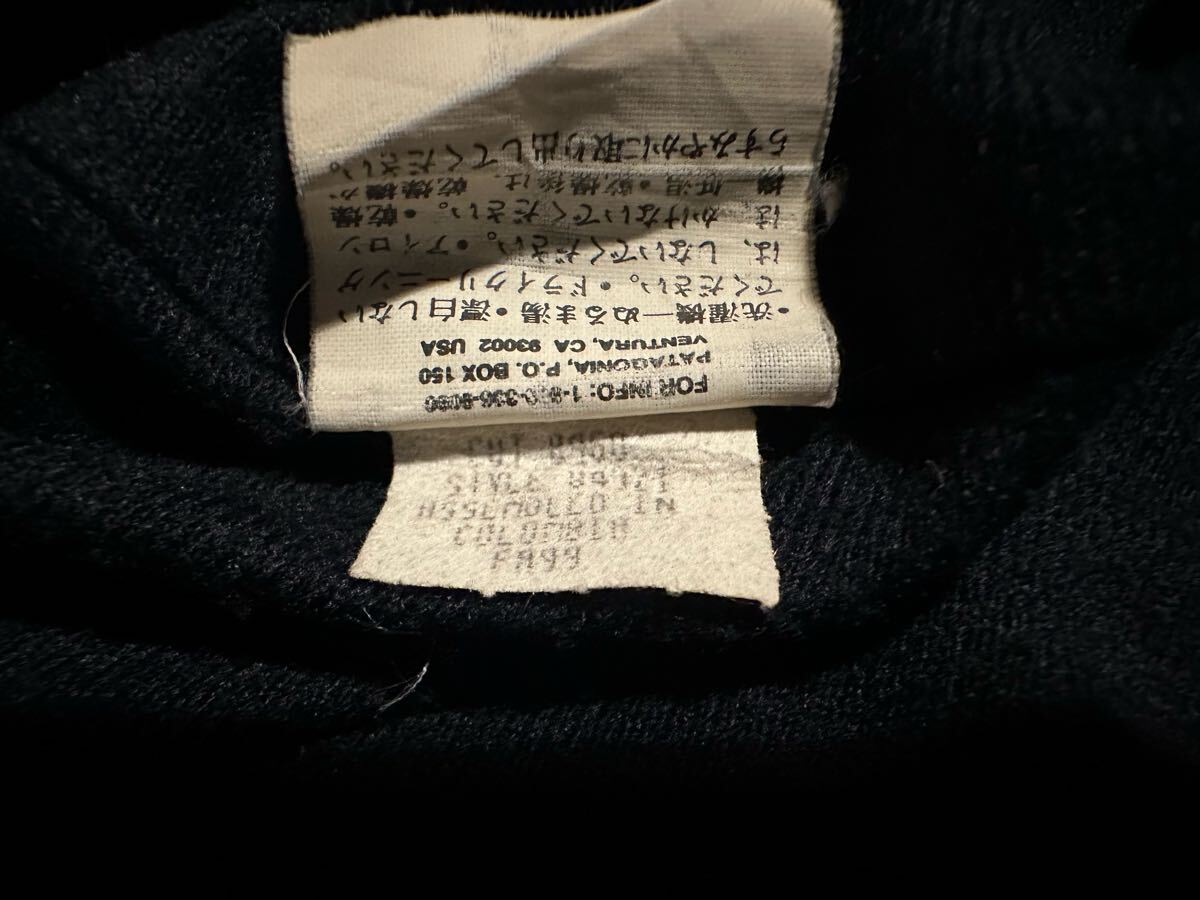 FOR INFO:
PATAGONIA, P.O. BOX 150
VENTURA, CA 93002 USA
•洗濯機—ぬるま湯•漂白しない
でください。•ドライクリーニング
は、しないでください。•アイロン
は、かけないでください。•乾燥
機—低温•乾燥後は、乾燥機か
らすみやかに取り出してください。
CUT
STYLE
ASSEMBLED IN
COLOMBIA
FA99